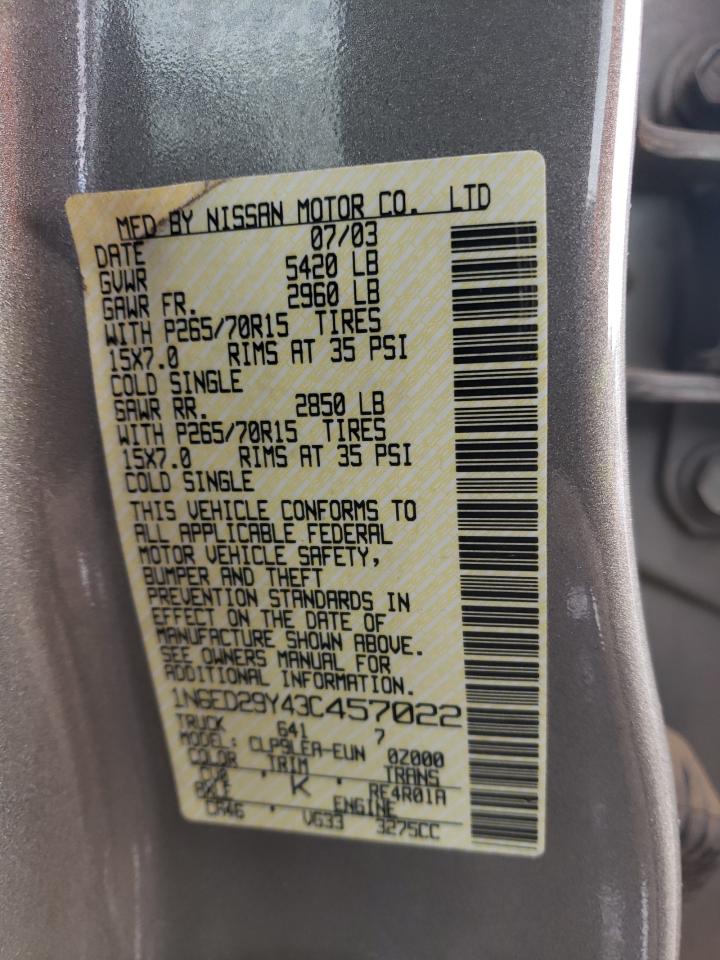 MFD BY NISSAN MOTOR CO. LTD
DATE 07/03
GVWR 5420 LB
GAWR FR. 2960 LB
WITH P265/70R15 TIRES
15X7.0 RIMS AT 35 PSI
COLD SINGLE
GAWR RR. 2850 LB
WITH P265/70R15 TIRES
15X7.0 RIMS AT 35 PSI
COLD SINGLE
THIS VEHICLE CONFORMS TO
ALL APPLICABLE FEDERAL
MOTOR VEHICLE SAFETY,
BUMPER AND THEFT
PREVENTION STANDARDS IN
EFFECT ON THE DATE OF
MANUFACTURE SHOWN ABOVE.
SEE OWNERS MANUAL FOR
ADDITIONAL INFORMATION.
1N6ED29Y43C457022
TRUCK 641 7
MODEL: CLP9LEA-EUN 0Z000
COLOR TRIM TRANS
CV0 . K . RE4R01A
AXLE ENGINE
CA46 . VG33 3275CC